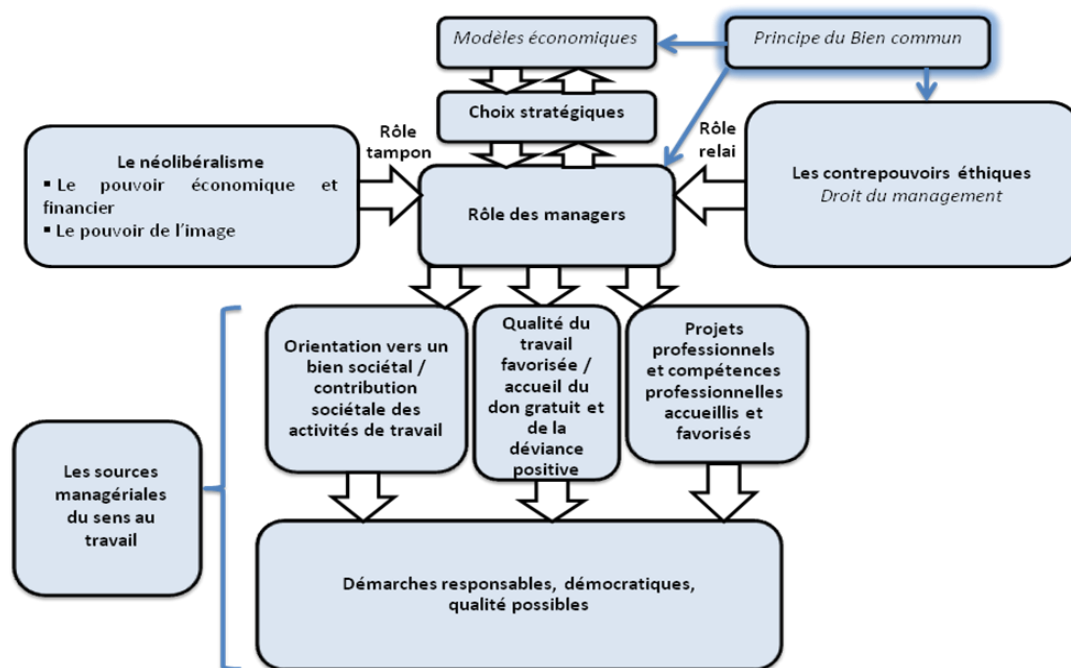 Modèles économiques
Principe du Bien commun
Choix stratégiques
Rôle
tampon
Rôle
relai
Le néolibéralisme
▪ Le pouvoir économique et
financier
▪ Le pouvoir de l'image
Rôle des managers
Les contrepouvoirs éthiques
Droit du management
Orientation vers un
bien sociétal /
contribution
sociétale des
activités de travail
Qualité du
travail
favorisée /
accueil du
don gratuit et
de la
déviance
positive
Projets
professionnels
et compétences
professionnelles
accueillis et
favorisés
Les sources
managériales
du sens au
travail
Démarches responsables, démocratiques,
qualité possibles